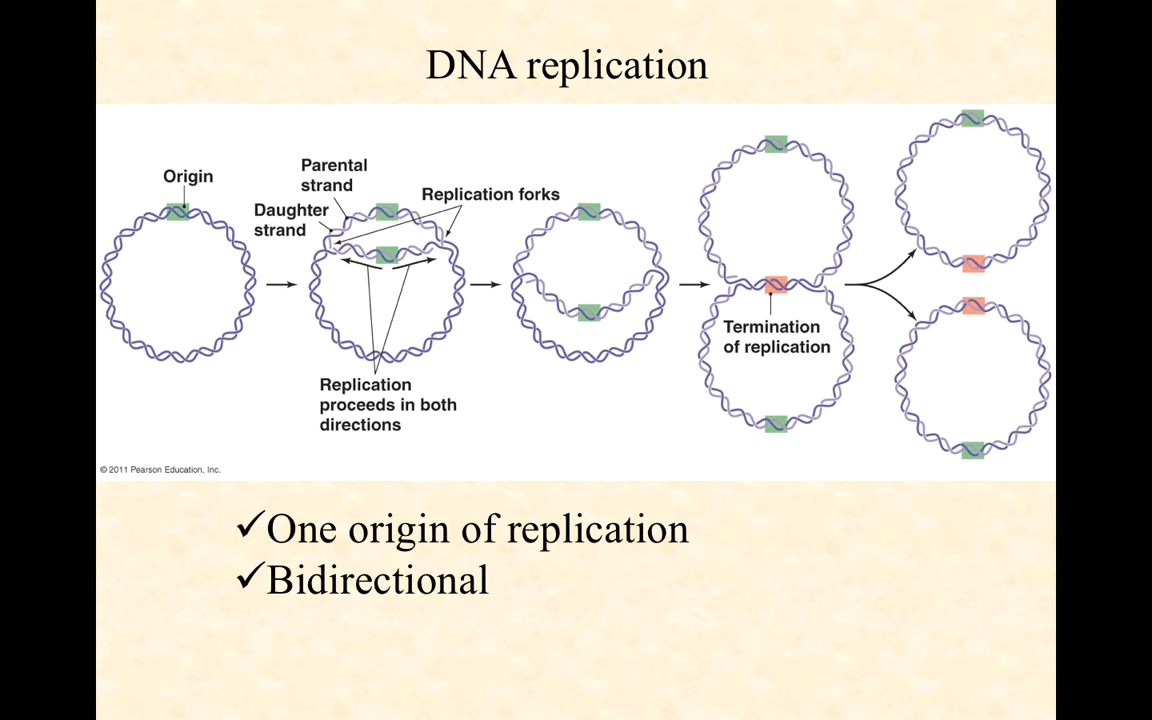 DNA replication
Origin
Parental
strand
Daughter
strand
Replication forks
Replication
proceeds in both
directions
Termination
of replication
© 2011 Pearson Education, Inc.
✓One origin of replication
✓Bidirectional